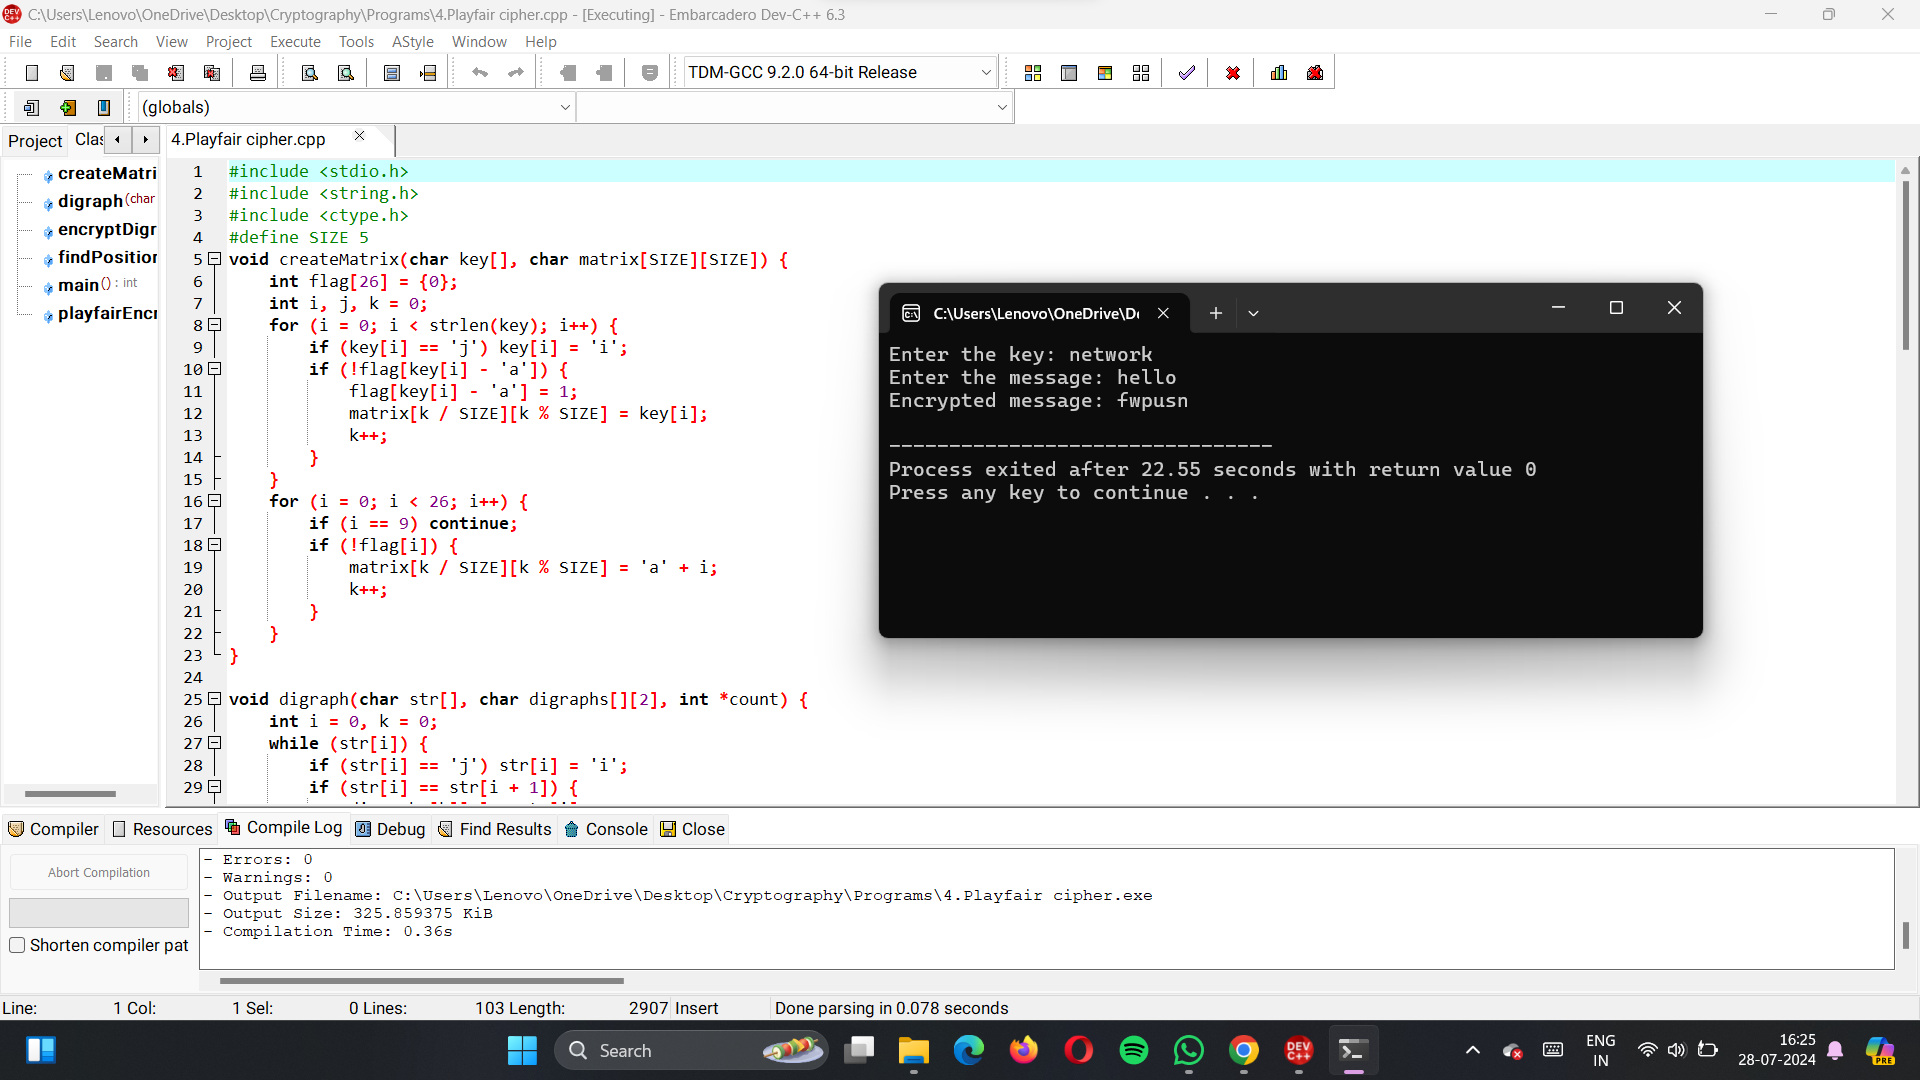 C:\Users\Lenovo\OneDrive\Desktop\Cryptography\Programs\4.Playfair cipher.cpp - [Executing] - Embarcadero Dev-C++ 6.3
File Edit Search View Project Execute Tools AStyle Window Help
TDM-GCC 9.2.0 64-bit Release
(globals)
Project Clas
4.Playfair cipher.cpp
createMatri
digraph (char
encryptDigr
findPosition
main () : int
playfairEncr
1 #include <stdio.h>
2 #include <string.h>
3 #include <ctype.h>
4 #define SIZE 5
5 void createMatrix(char key[], char matrix[SIZE][SIZE]) {
6 int flag[26] = {0};
7 int i, j, k = 0;
8 for (i = 0; i < strlen(key); i++) {
9 if (key[i] == 'j') key[i] = 'i';
10 if (!flag[key[i] - 'a']) {
11 flag[key[i] - 'a'] = 1;
12 matrix[k / SIZE][k % SIZE] = key[i];
13 k++;
14 }
15 }
16 for (i = 0; i < 26; i++) {
17 if (i == 9) continue;
18 if (!flag[i]) {
19 matrix[k / SIZE][k % SIZE] = 'a' + i;
20 k++;
21 }
22 }
23 }
24
25 void digraph(char str[], char digraphs[][2], int *count) {
26 int i = 0, k = 0;
27 while (str[i]) {
28 if (str[i] == 'j') str[i] = 'i';
29 if (str[i] == str[i + 1]) {
C:\Users\Lenovo\OneDrive\De
Enter the key: network
Enter the message: hello
Encrypted message: fwpusn
--------------------------------
Process exited after 22.55 seconds with return value 0
Press any key to continue . . .
Compiler Resources Compile Log Debug Find Results Console Close
Abort Compilation
Shorten compiler pat
- Errors: 0
- Warnings: 0
- Output Filename: C:\Users\Lenovo\OneDrive\Desktop\Cryptography\Programs\4.Playfair cipher.exe
- Output Size: 325.859375 KiB
- Compilation Time: 0.36s
Line: 1 Col: 1 Sel: 0 Lines: 103 Length: 2907 Insert Done parsing in 0.078 seconds
Search
DEV C++
ENG
IN
16:25
28-07-2024
PRE